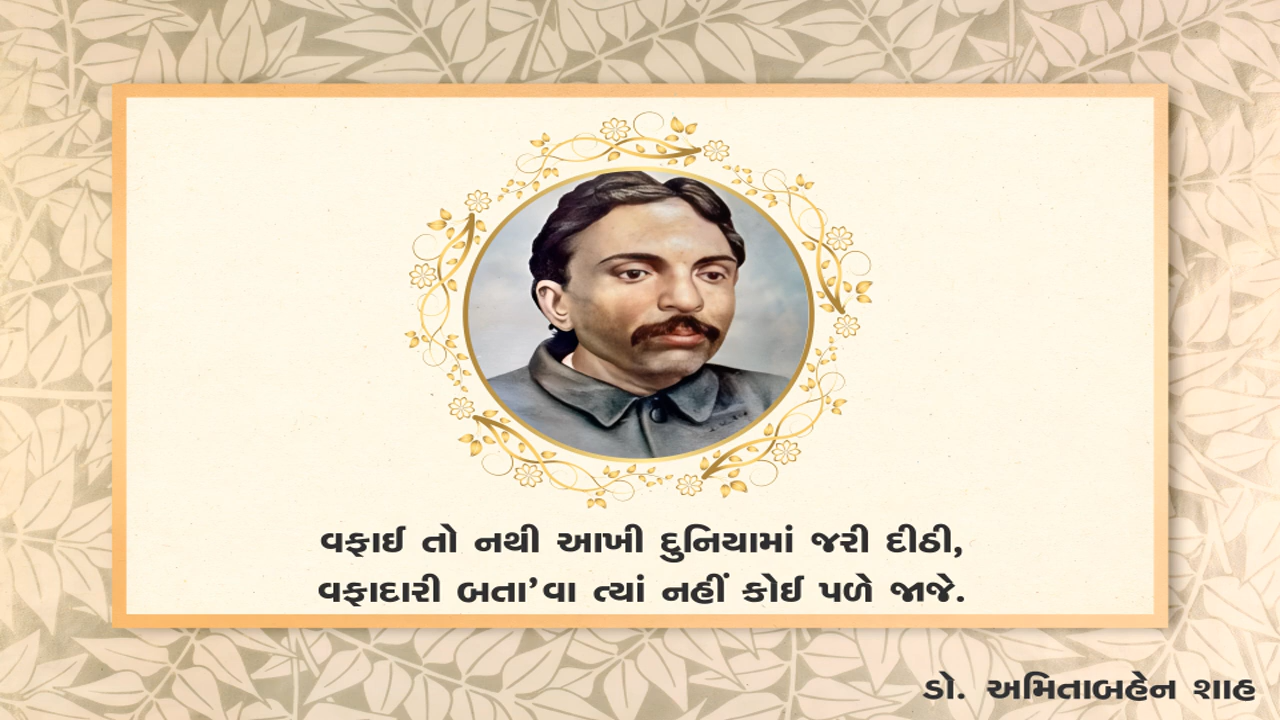 વફાઈ તો નથી આખી દુનિયામાં જરી દીઠી,
વફાદારી બતા’વા ત્યાં નહીં કોઈ પળે જાજે.
ડો. અમિતાબહેન શાહ